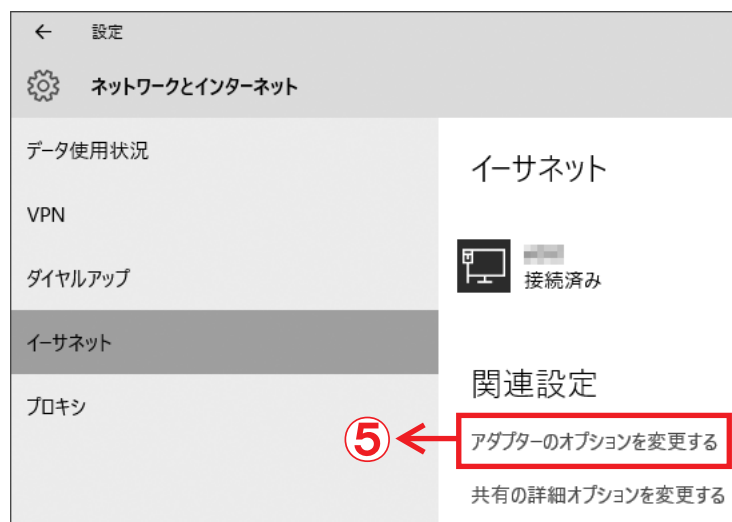 ← 設定
ネットワークとインターネット
データ使用状況
VPN
ダイヤルアップ
イーサネット
プロキシ
イーサネット
接続済み
関連設定
⑤
アダプターのオプションを変更する
共有の詳細オプションを変更する